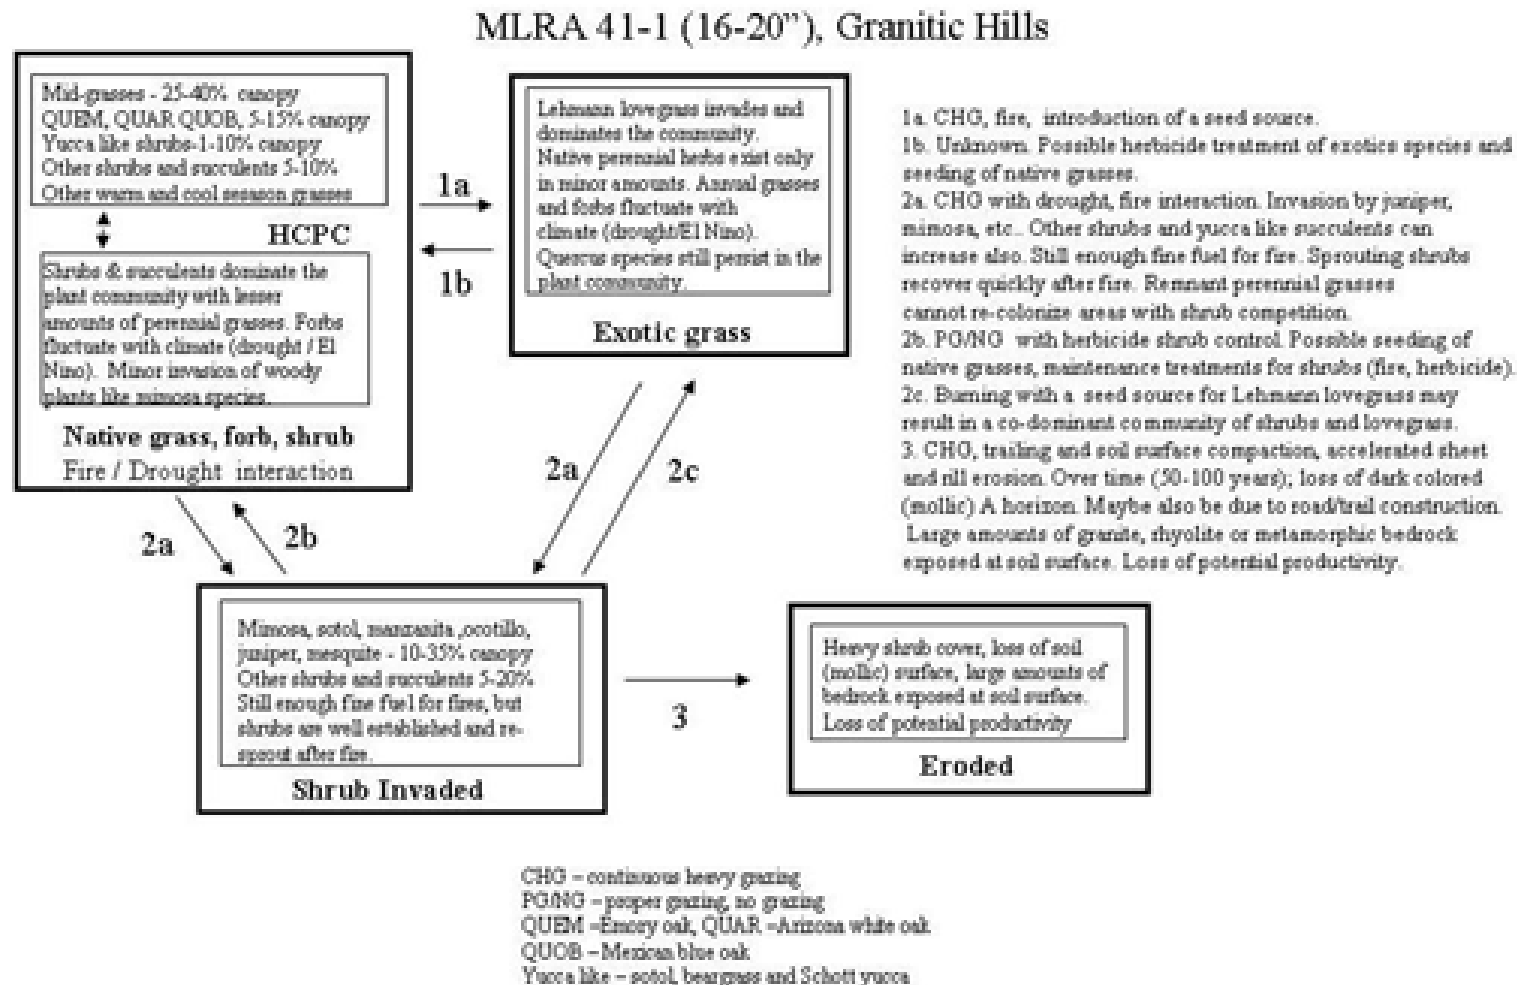 MLRA 41-1 (16-20”), Granitic Hills
Mid-grasses - 25-40% canopy
QUEM, QUAR QUOB, 5-15% canopy
Yucca like shrubs-1-10% canopy
Other shrubs and succulents 5-10%
Other warm and cool sesason grasses
HCPC
Shrubs & succulents dominate the
plant community with lesser
amounts of perennial grasses. Forbs
fluctuate with climate (drought / El
Nino). Minor invasion of woody
plants like mimosa species.
Native grass, forb, shrub
Fire / Drought interaction
1a
1b
Lehmann lovegrass invades and
dominates the community.
Native perennial herbs exist only
in minor amounts. Annual grasses
and forbs fluctuate with
climate (drought/El Nino).
Quercus species still persist in the
plant community.
Exotic grass
1a. CHG, fire, introduction of a seed source.
1b. Unknown. Possible herbicide treatment of exotics species and
seeding of native grasses.
2a. CHG with drought, fire interaction. Invasion by juniper,
mimosa, etc.. Other shrubs and yucca like succulents can
increase also. Still enough fine fuel for fire. Sprouting shrubs
recover quickly after fire. Remnant perennial grasses
cannot re-colonize areas with shrub competition.
2b. PG/NG with herbicide shrub control. Possible seeding of
native grasses, maintenance treatments for shrubs (fire, herbicide).
2c. Burning with a seed source for Lehmann lovegrass may
result in a co-dominant community of shrubs and lovegrass.
3. CHG, trailing and soil surface compaction, accelerated sheet
and rill erosion. Over time (50-100 years); loss of dark colored
(mollic) A horizon. Maybe also be due to road/trail construction.
Large amounts of granite, rhyolite or metamorphic bedrock
exposed at soil surface. Loss of potential productivity.
2a
2b
2a
2c
Mimosa, sotol, manzanita ,ocotillo,
juniper, mesquite - 10-35% canopy
Other shrubs and succulents 5-20%
Still enough fine fuel for fires, but
shrubs are well established and re-
sprout after fire.
Shrub Invaded
3
Heavy shrub cover, loss of soil
(mollic) surface, large amounts of
bedrock exposed at soil surface.
Loss of potential productivity
Eroded
CHG – continuous heavy grazing
PG/NG – proper grazing, no grazing
QUEM –Emory oak, QUAR –Arizona white oak
QUOB – Mexican blue oak
Yucca like – sotol, beargrass and Schott yucca